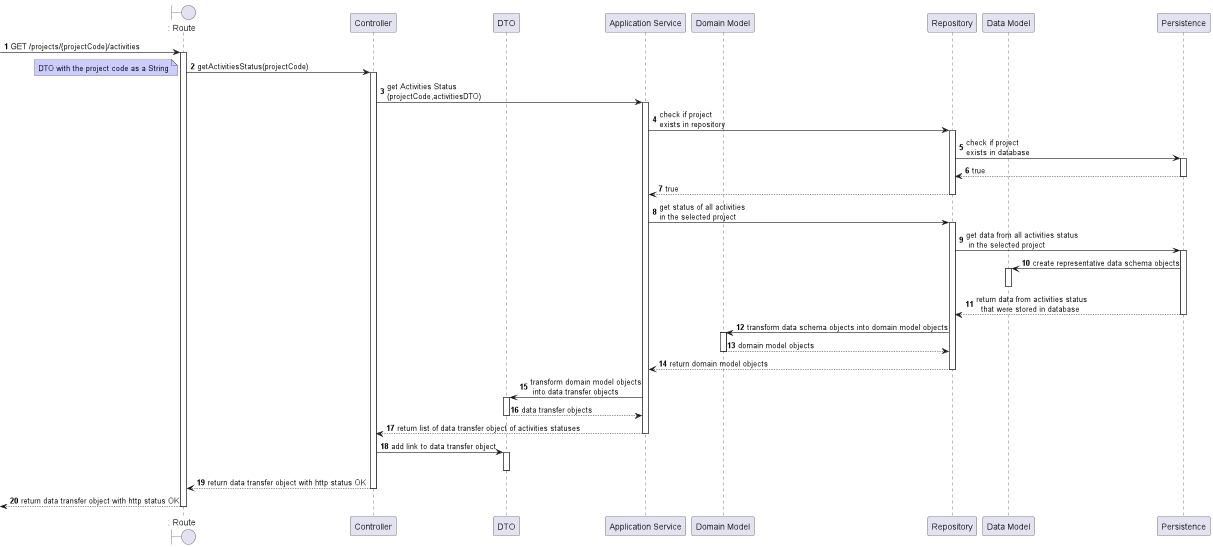 : Route
Controller
DTO
Application Service
Domain Model
Repository
Data Model
Persistence
1 GET /projects/{projectCode}/activities
DTO with the project code as a String
2 getActivitiesStatus(projectCode)
3 get Activities Status
(projectCode,activitiesDTO)
4 check if project
exists in repository
5 check if project
exists in database
6 true
7 true
8 get status of all activities
in the selected project
9 get data from all activities status
in the selected project
10 create representative data schema objects
11 return data from activities status
that were stored in database
12 transform data schema objects into domain model objects
13 domain model objects
14 return domain model objects
15 transform domain model objects
into data transfer objects
16 data transfer objects
17 return list of data transfer object of activities statuses
18 add link to data transfer object
19 return data transfer object with http status OK
20 return data transfer object with http status OK
: Route
Controller
DTO
Application Service
Domain Model
Repository
Data Model
Persistence